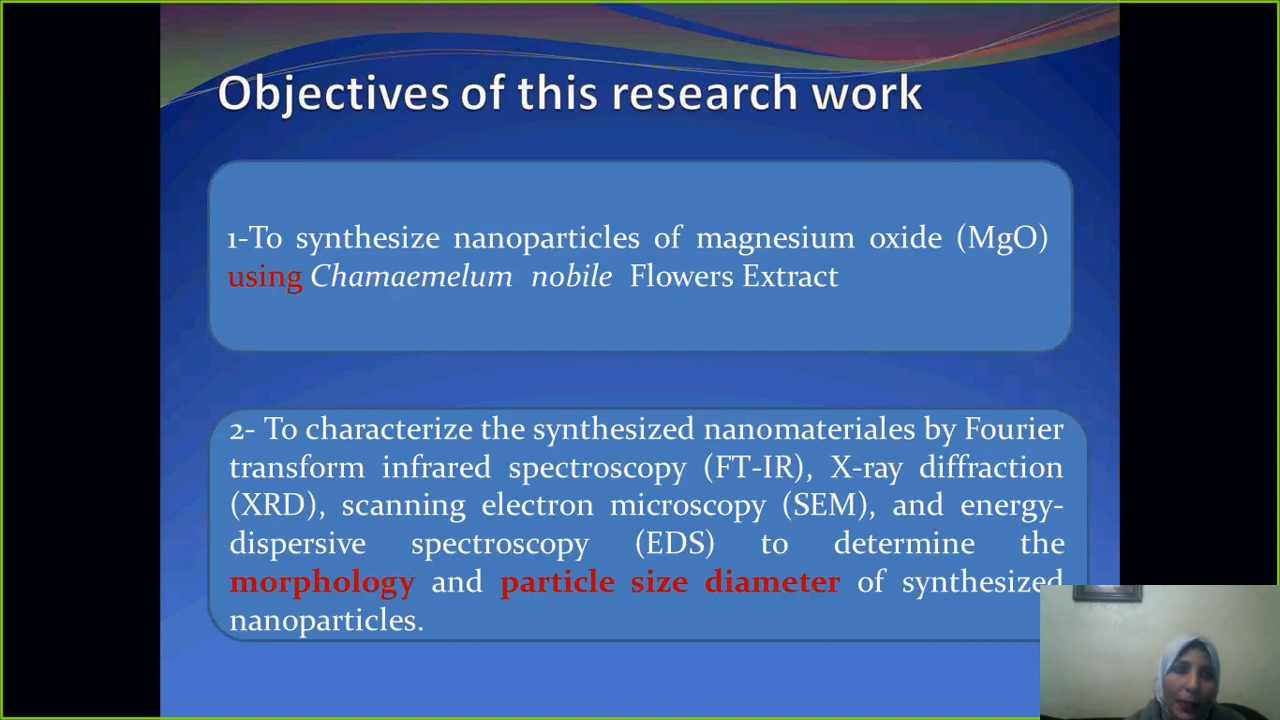 Objectives of this research work
1-To synthesize nanoparticles of magnesium oxide (MgO)
using Chamaemelum nobile Flowers Extract
2- To characterize the synthesized nanomateriales by Fourier
transform infrared spectroscopy (FT-IR), X-ray diffraction
(XRD), scanning electron microscopy (SEM), and energy-
dispersive spectroscopy (EDS) to determine the
morphology and particle size diameter of synthesized
nanoparticles.